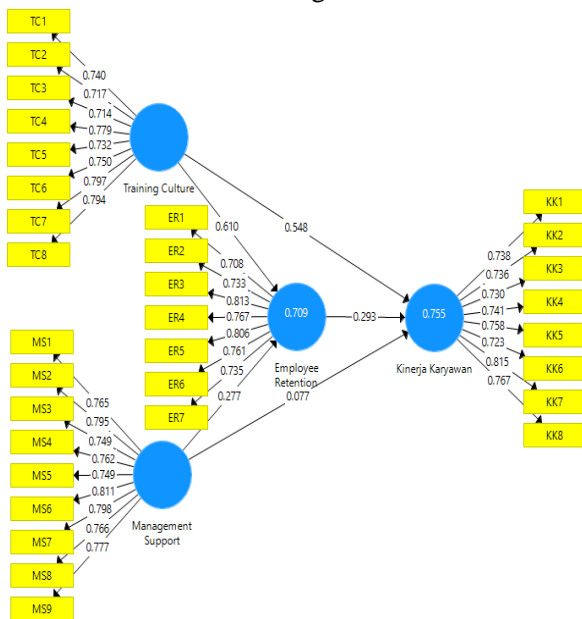 TC1
TC2
TC3
TC4
TC5
TC6
TC7
TC8
0.740
0.717
0.714
0.779
0.732
0.750
0.797
0.794
Training Culture
0.610
0.548
ER1
ER2
ER3
ER4
ER5
ER6
ER7
0.708
0.733
0.813
0.767
0.806
0.761
0.735
0.277
0.709
Employee
Retention
0.293
0.077
0.755
Kinerja Karyawan
KK1
KK2
KK3
KK4
KK5
KK6
KK7
KK8
0.738
0.736
0.730
0.741
0.758
0.723
0.815
0.767
MS1
MS2
MS3
MS4
MS5
MS6
MS7
MS8
MS9
0.765
0.795
0.749
0.762
0.749
0.811
0.798
0.766
0.777
Management
Support